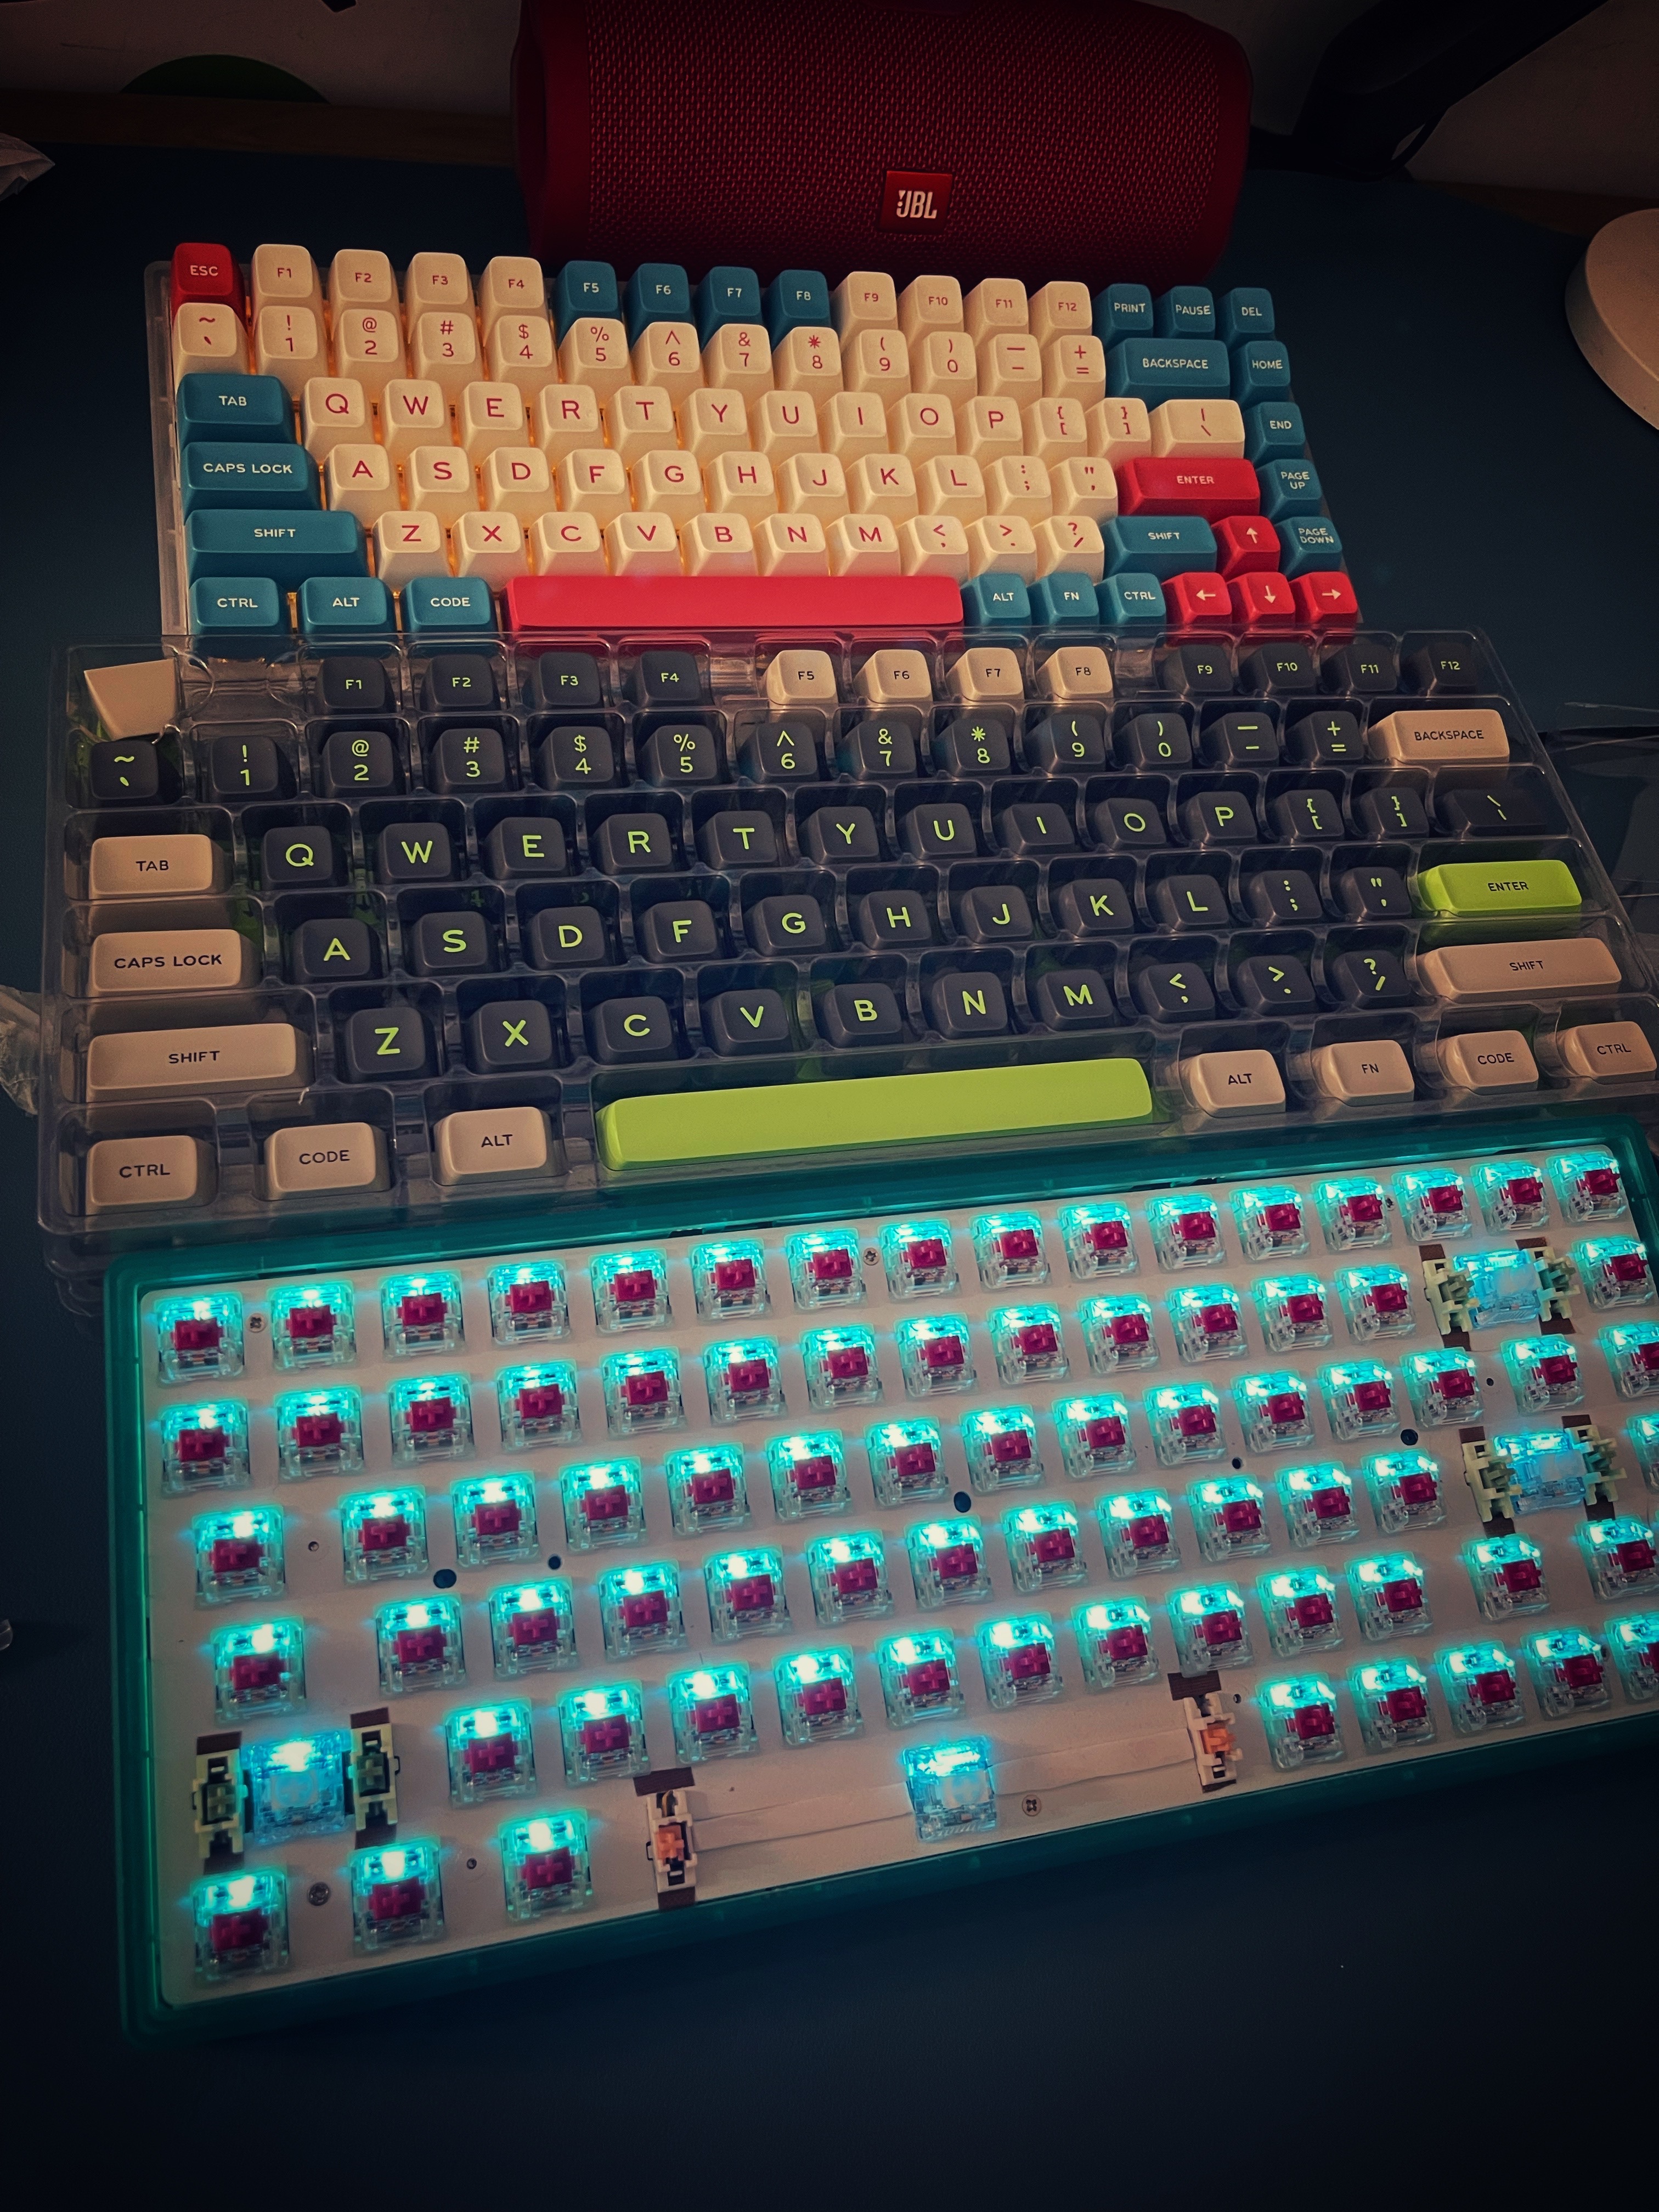 JBL
ESC F1 F2 F3 F4 F5 F6 F7 F8 F9 F10 F11 F12 PRINT PAUSE DEL
~ ! @ # $ % ^ & * ( ) — +
` 1 2 3 4 5 6 7 8 9 0 - = BACKSPACE HOME
TAB Q W E R T Y U I O P { } |
[ ] \ END
CAPS LOCK A S D F G H J K L : "
; ' ENTER PAGE
UP
SHIFT Z X C V B N M < > ?
, . / SHIFT ↑ PAGE
DOWN
CTRL ALT CODE ALT FN CTRL ← ↓ →
F1 F2 F3 F4 F5 F6 F7 F8 F9 F10 F11 F12
~ ! @ # $ % ^ & * ( ) — +
` 1 2 3 4 5 6 7 8 9 0 - = BACKSPACE
TAB Q W E R T Y U I O P { }
[ ] \
CAPS LOCK A S D F G H J K L : "
; ' ENTER
SHIFT Z X C V B N M < > ?
, . / SHIFT
CTRL CODE ALT ALT FN CODE CTRL